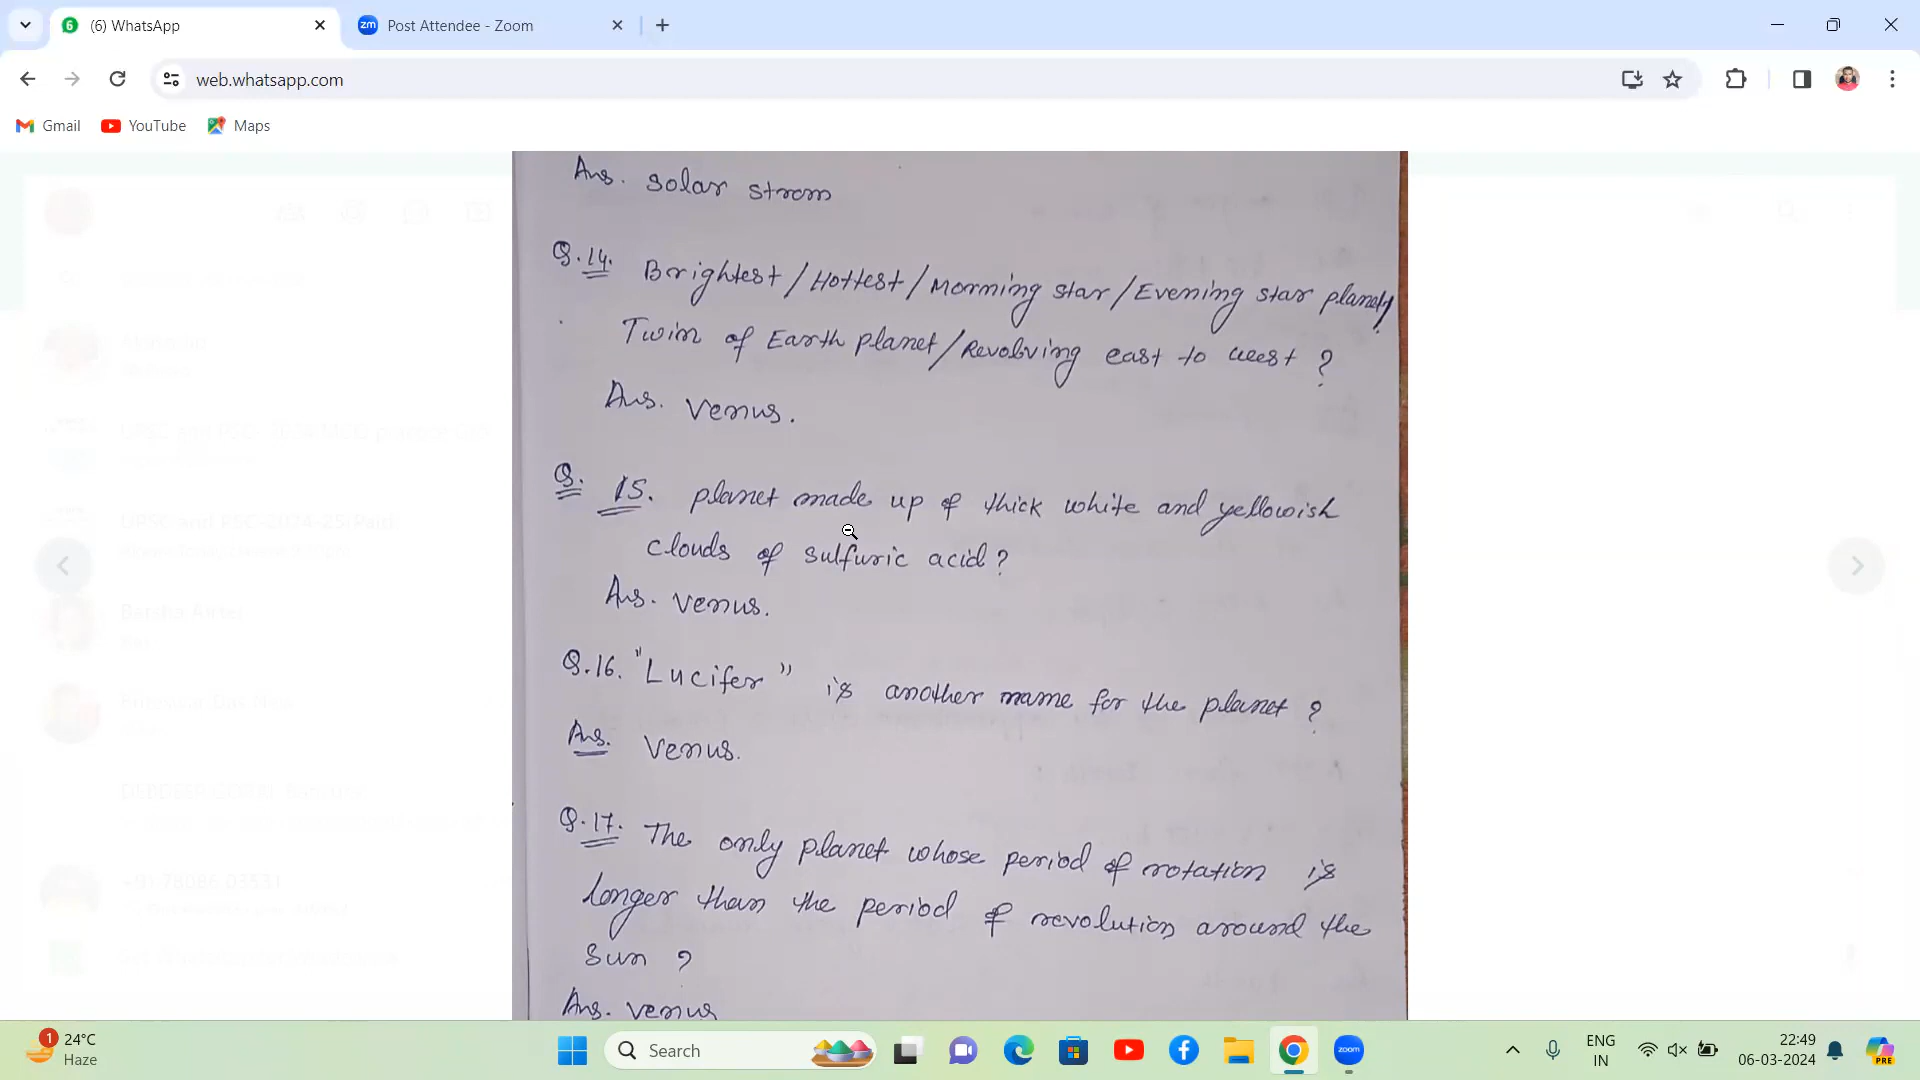 (6) WhatsApp
Post Attendee - Zoom
web.whatsapp.com
Gmail
YouTube
Maps
Ans. solar strom
Q.14. Brightest/Hottest/Morning star/Evening star planet/
Twin of Earth planet/Revolving east to west ?
Ans. Venus.
Q. 15. planet made up of thick white and yellowish
clouds of sulfuric acid ?
Ans. Venus.
Q.16. "Lucifer" is another name for the planet ?
Ans. Venus.
Q.17. The only planet whose period of rotation is
longer than the period of revolution around the
Sun ?
Ans. Venus
1
24°C
Haze
Search
zoom
ENG
IN
22:49
06-03-2024
PRE